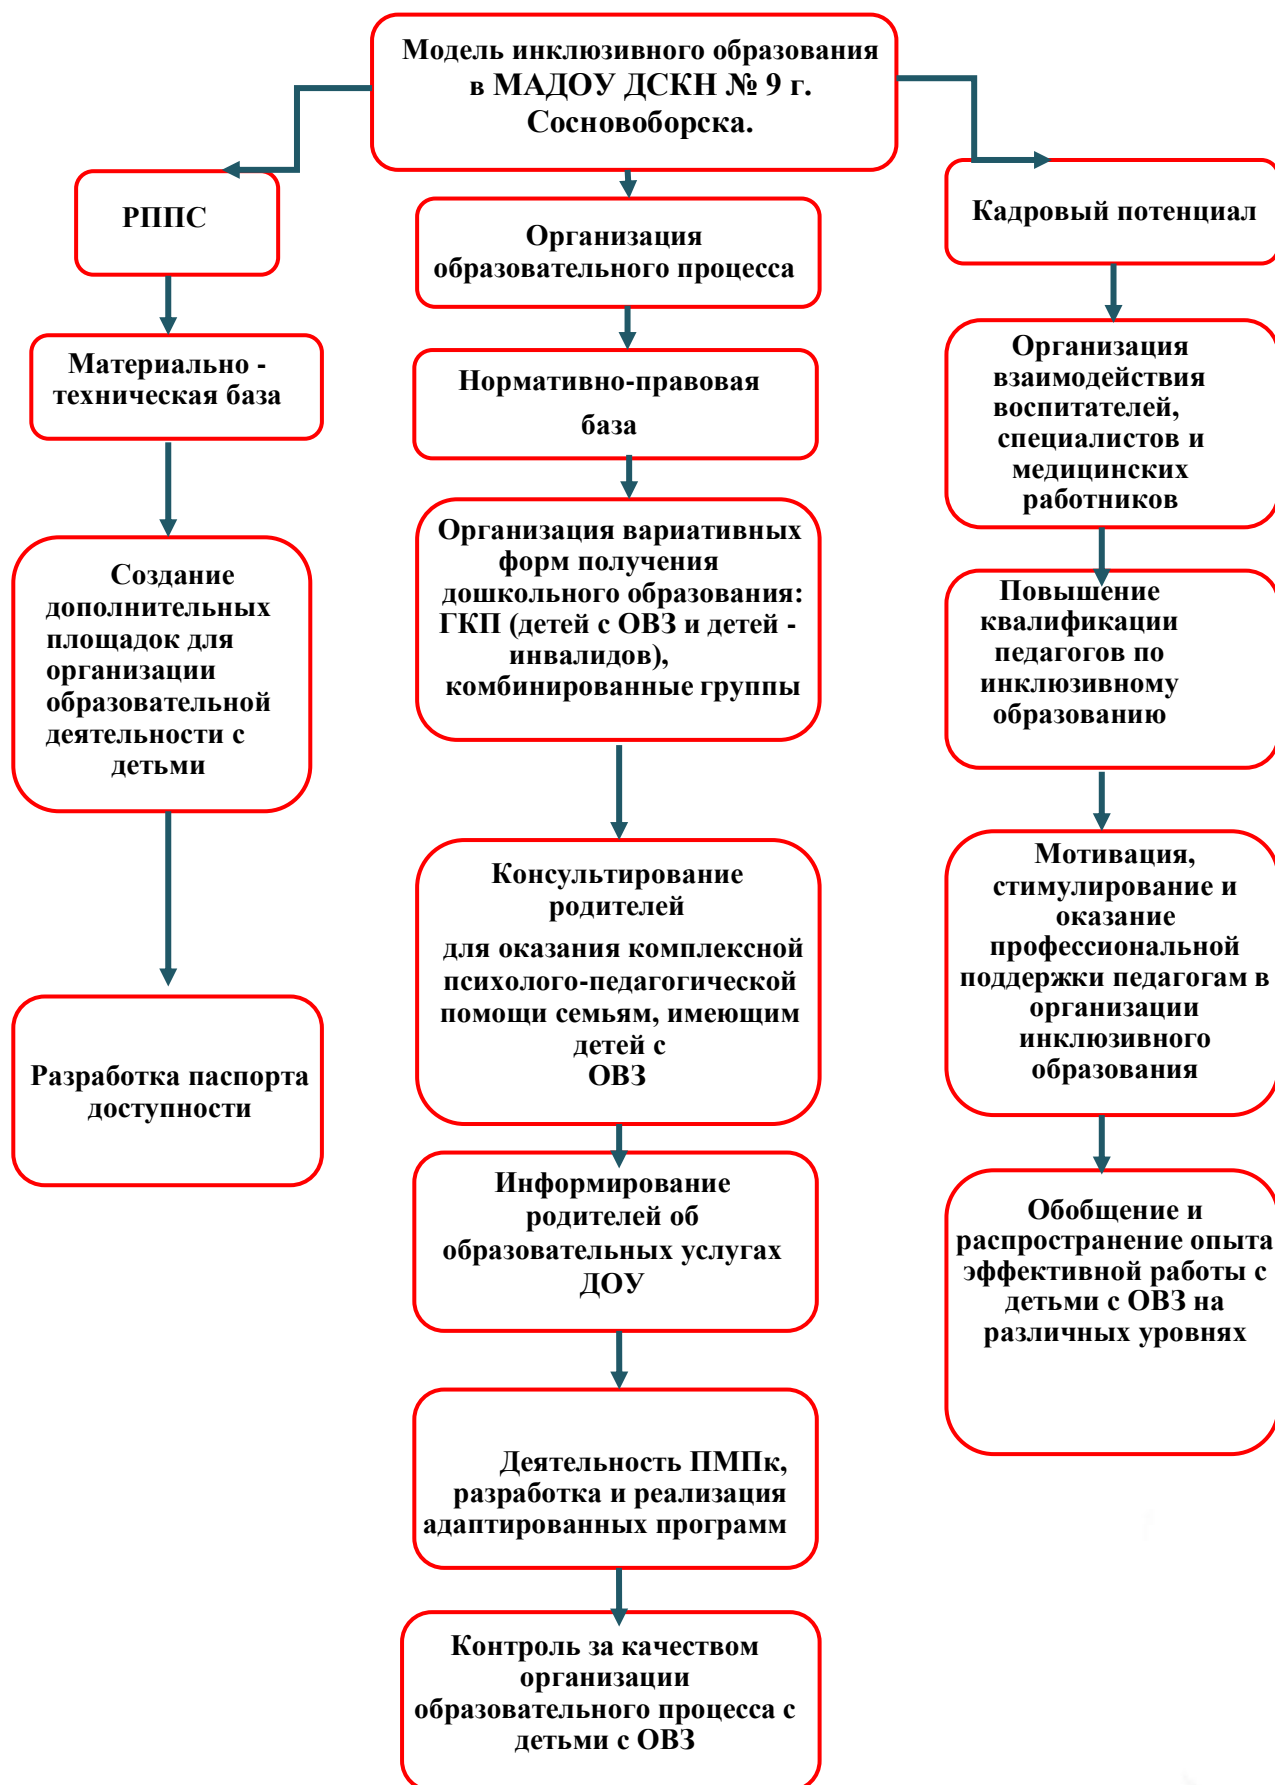 Модель инклюзивного образования
в МАДОУ ДСКН № 9 г.
Сосновоборска.
РППС
Материально -
техническая база
Создание
дополнительных
площадок для
организации
образовательной
деятельности с
детьми
Разработка паспорта
доступности
Организация
образовательного процесса
Нормативно-правовая
база
Организация вариативных
форм получения
дошкольного образования:
ГКП (детей с ОВЗ и детей -
инвалидов),
комбинированные группы
Консультирование
родителей
для оказания комплексной
психолого-педагогической
помощи семьям, имеющим
детей с
ОВЗ
Информирование
родителей об
образовательных услугах
ДОУ
Деятельность ПМПк,
разработка и реализация
адаптированных программ
Контроль за качеством
организации
образовательного процесса с
детьми с ОВЗ
Кадровый потенциал
Организация
взаимодействия
воспитателей,
специалистов и
медицинских
работников
Повышение
квалификации
педагогов по
инклюзивному
образованию
Мотивация,
стимулирование и
оказание
профессиональной
поддержки педагогам в
организации
инклюзивного
образования
Обобщение и
распространение опыта
эффективной работы с
детьми с ОВЗ на
различных уровнях